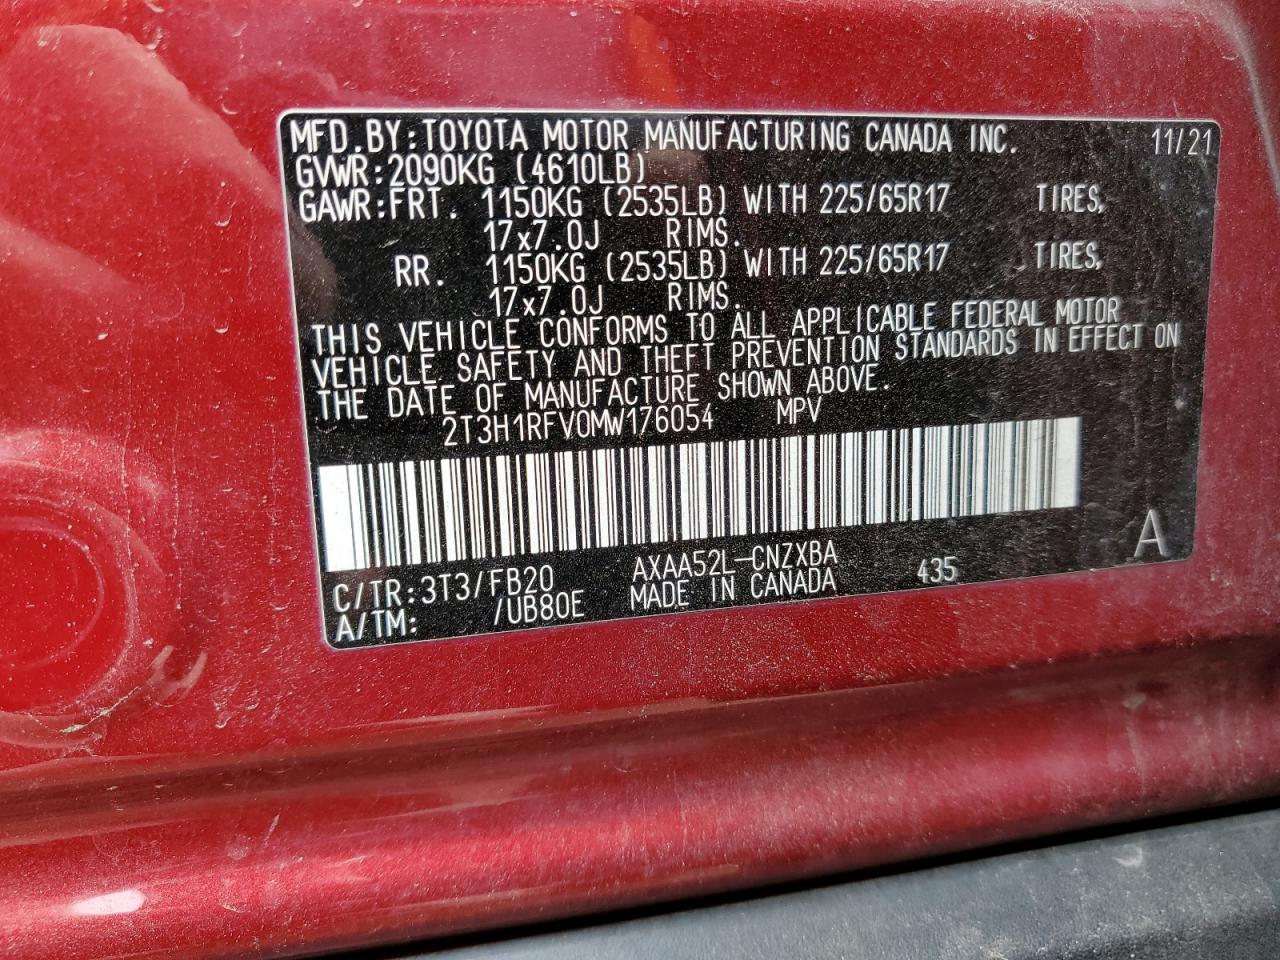 MFD.BY:TOYOTA MOTOR MANUFACTURING CANADA INC. 11/21
GVWR:2090KG (4610LB)
GAWR:FRT. 1150KG (2535LB) WITH 225/65R17 TIRES,
17x7.0J RIMS.
RR. 1150KG (2535LB) WITH 225/65R17 TIRES,
17x7.0J RIMS.
THIS VEHICLE CONFORMS TO ALL APPLICABLE FEDERAL MOTOR
VEHICLE SAFETY AND THEFT PREVENTION STANDARDS IN EFFECT ON
THE DATE OF MANUFACTURE SHOWN ABOVE.
2T3H1RFV0MW176054 MPV
A
C/TR:3T3/FB20 AXAA52L-CNZXBA 435
A/TM: /UB80E MADE IN CANADA